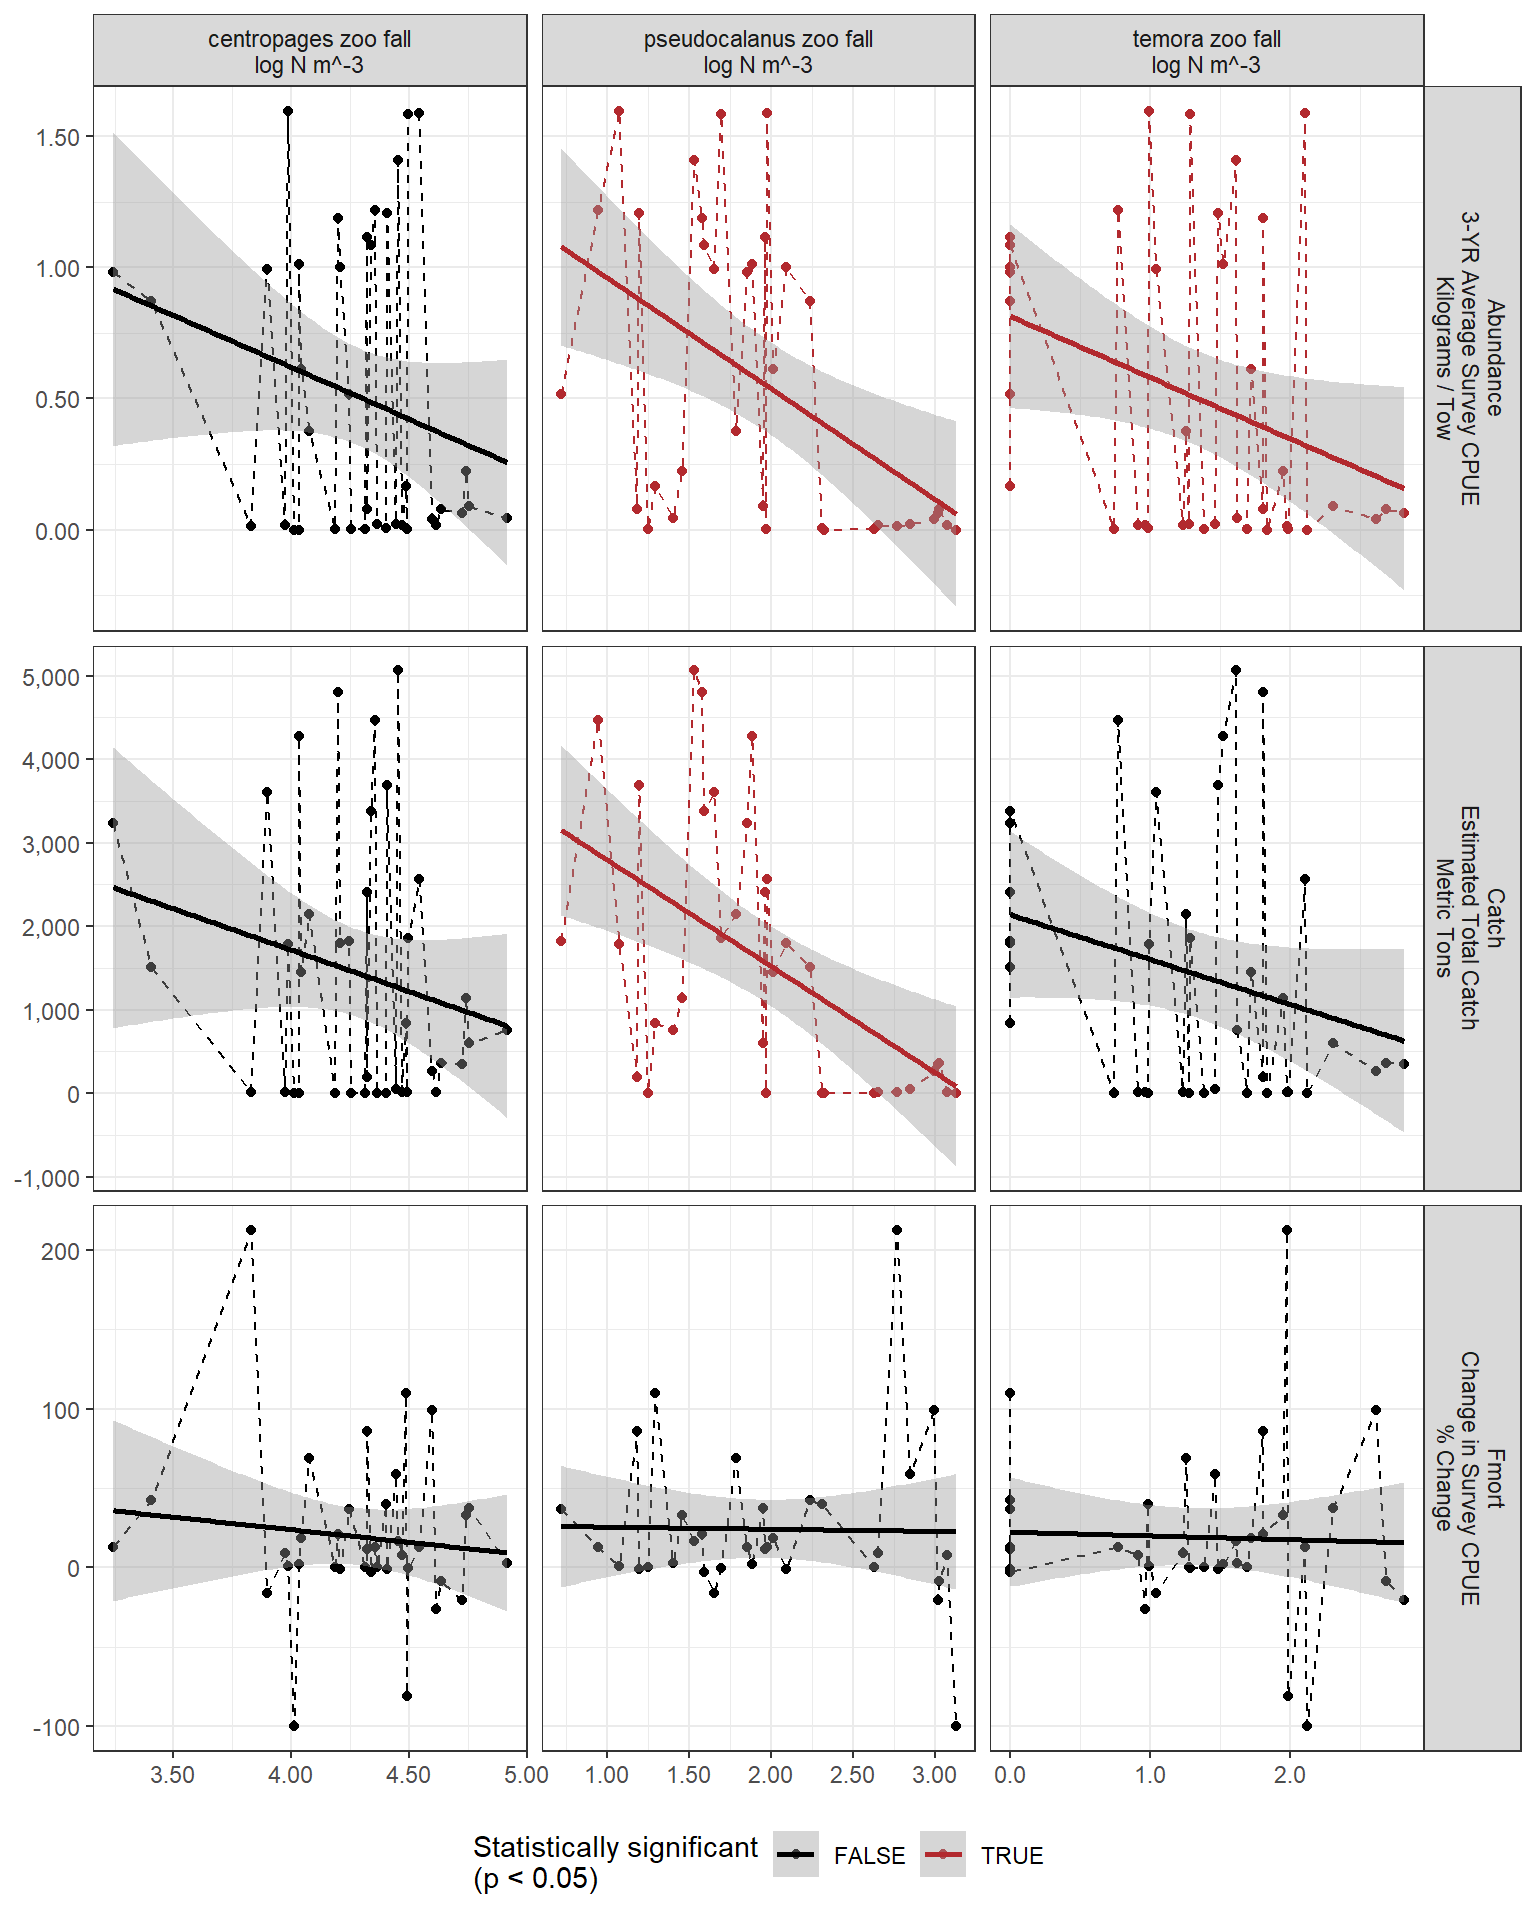 centropages zoo fall
log N m^-3
pseudocalanus zoo fall
log N m^-3
temora zoo fall
log N m^-3
1.50
1.00
0.50
0.00
Abundance
3-YR Average Survey CPUE
Kilograms / Tow
5,000
4,000
3,000
2,000
1,000
0
-1,000
Catch
Estimated Total Catch
Metric Tons
200
100
0
-100
Fmort
Change in Survey CPUE
% Change
3.50
4.00
4.50
5.00
1.00
1.50
2.00
2.50
3.00
0.0
1.0
2.0
Statistically significant
(p < 0.05)
FALSE
TRUE